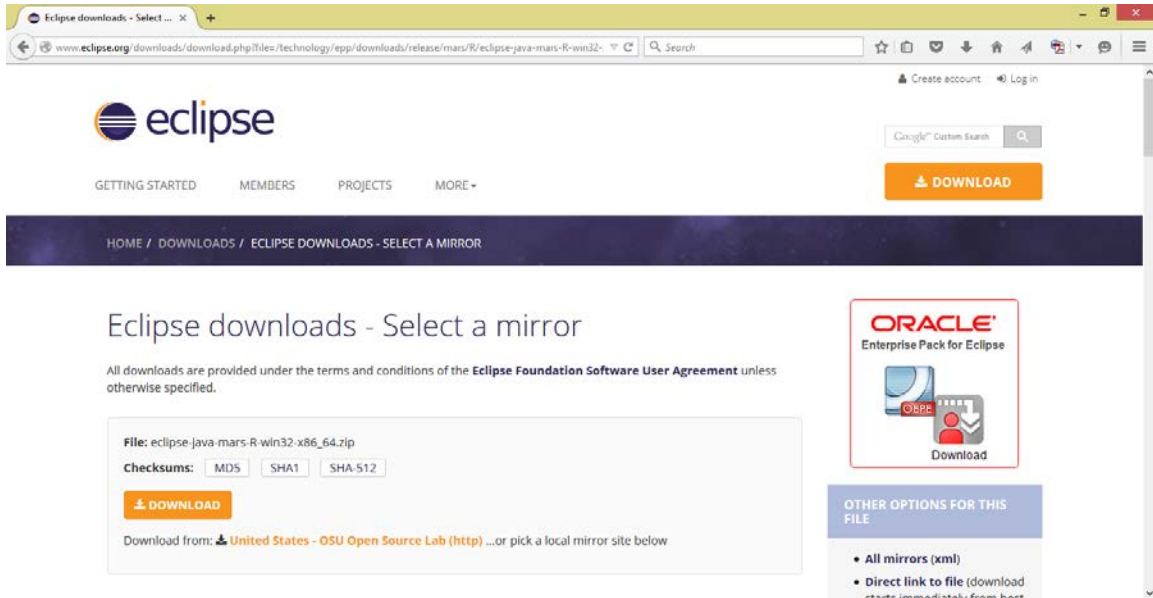 Eclipse downloads - Select ...
www.eclipse.org/downloads/download.php?file=/technology/epp/downloads/release/mars/R/eclipse-java-mars-R-win32-
Search
Create account
Log in
eclipse
Google™ Custom Search
GETTING STARTED
MEMBERS
PROJECTS
MORE
DOWNLOAD
HOME / DOWNLOADS / ECLIPSE DOWNLOADS - SELECT A MIRROR
Eclipse downloads - Select a mirror
All downloads are provided under the terms and conditions of the Eclipse Foundation Software User Agreement unless
otherwise specified.
File: eclipse-java-mars-R-win32-x86_64.zip
Checksums: MD5 SHA1 SHA-512
DOWNLOAD
Download from: United States - OSU Open Source Lab (http) ...or pick a local mirror site below
ORACLE
Enterprise Pack for Eclipse
OEPE
Download
OTHER OPTIONS FOR THIS
FILE
• All mirrors (xml)
• Direct link to file (download
starts immediately from best